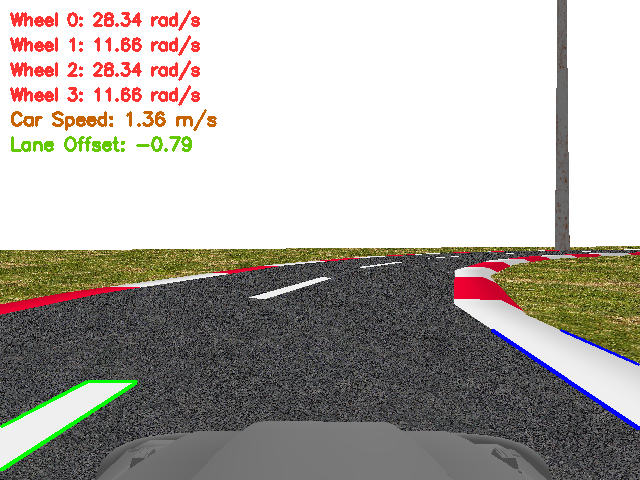 Wheel 0: 28.34 rad/s
Wheel 1: 11.66 rad/s
Wheel 2: 28.34 rad/s
Wheel 3: 11.66 rad/s
Car Speed: 1.36 m/s
Lane Offset: -0.79